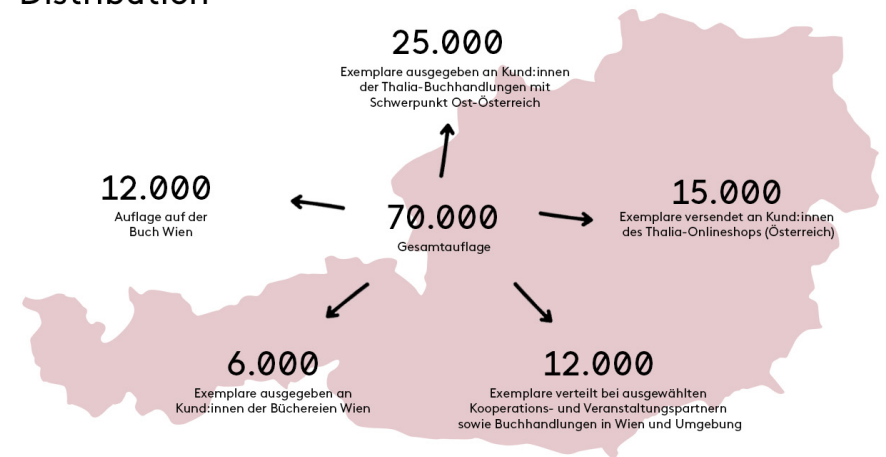 Distribution
25.000
Exemplare ausgegeben an Kund:innen
der Thalia-Buchhandlungen mit
Schwerpunkt Ost-Österreich
12.000
Auflage auf der
Buch Wien
70.000
Gesamtauflage
15.000
Exemplare versendet an Kund:innen
des Thalia-Onlineshops (Österreich)
6.000
Exemplare ausgegeben an
Kund:innen der Büchereien Wien
12.000
Exemplare verteilt bei ausgewählten
Kooperations- und Veranstaltungspartnern
sowie Buchhandlungen in Wien und Umgebung